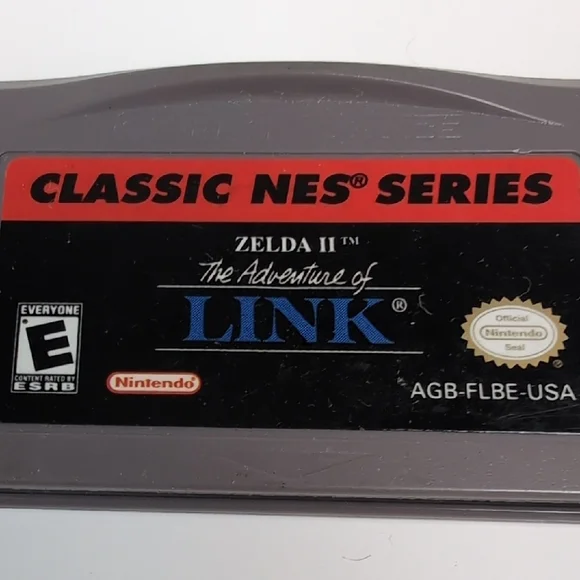 CLASSIC NES® SERIES
ZELDA II™
The Adventure of
LINK®
EVERYONE
E
CONTENT RATED BY
ESRB
Nintendo®
Official
Nintendo
Seal
AGB-FLBE-USA